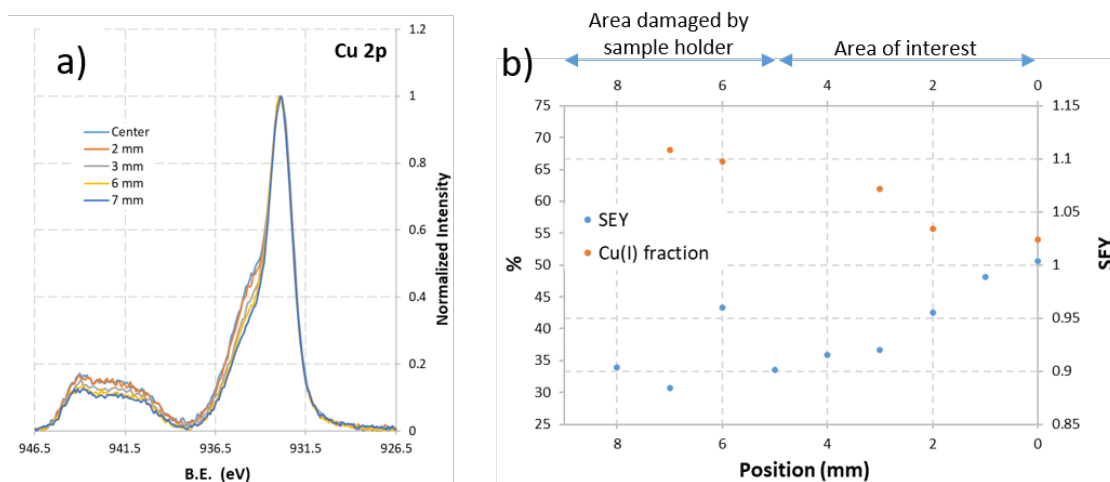 a)
Cu 2p
Center
2 mm
3 mm
6 mm
7 mm
1.2
1
0.8
0.6
0.4
0.2
0
Normalized Intensity
946.5 941.5 936.5 931.5 926.5
B.E. (eV)
b)
Area damaged by
sample holder
Area of interest
8 6 4 2 0
75
70
65
60
55
50
45
40
35
30
25
%
SEY
Cu(I) fraction
1.15
1.1
1.05
1
0.95
0.9
0.85
SEY
8 6 4 2 0
Position (mm)